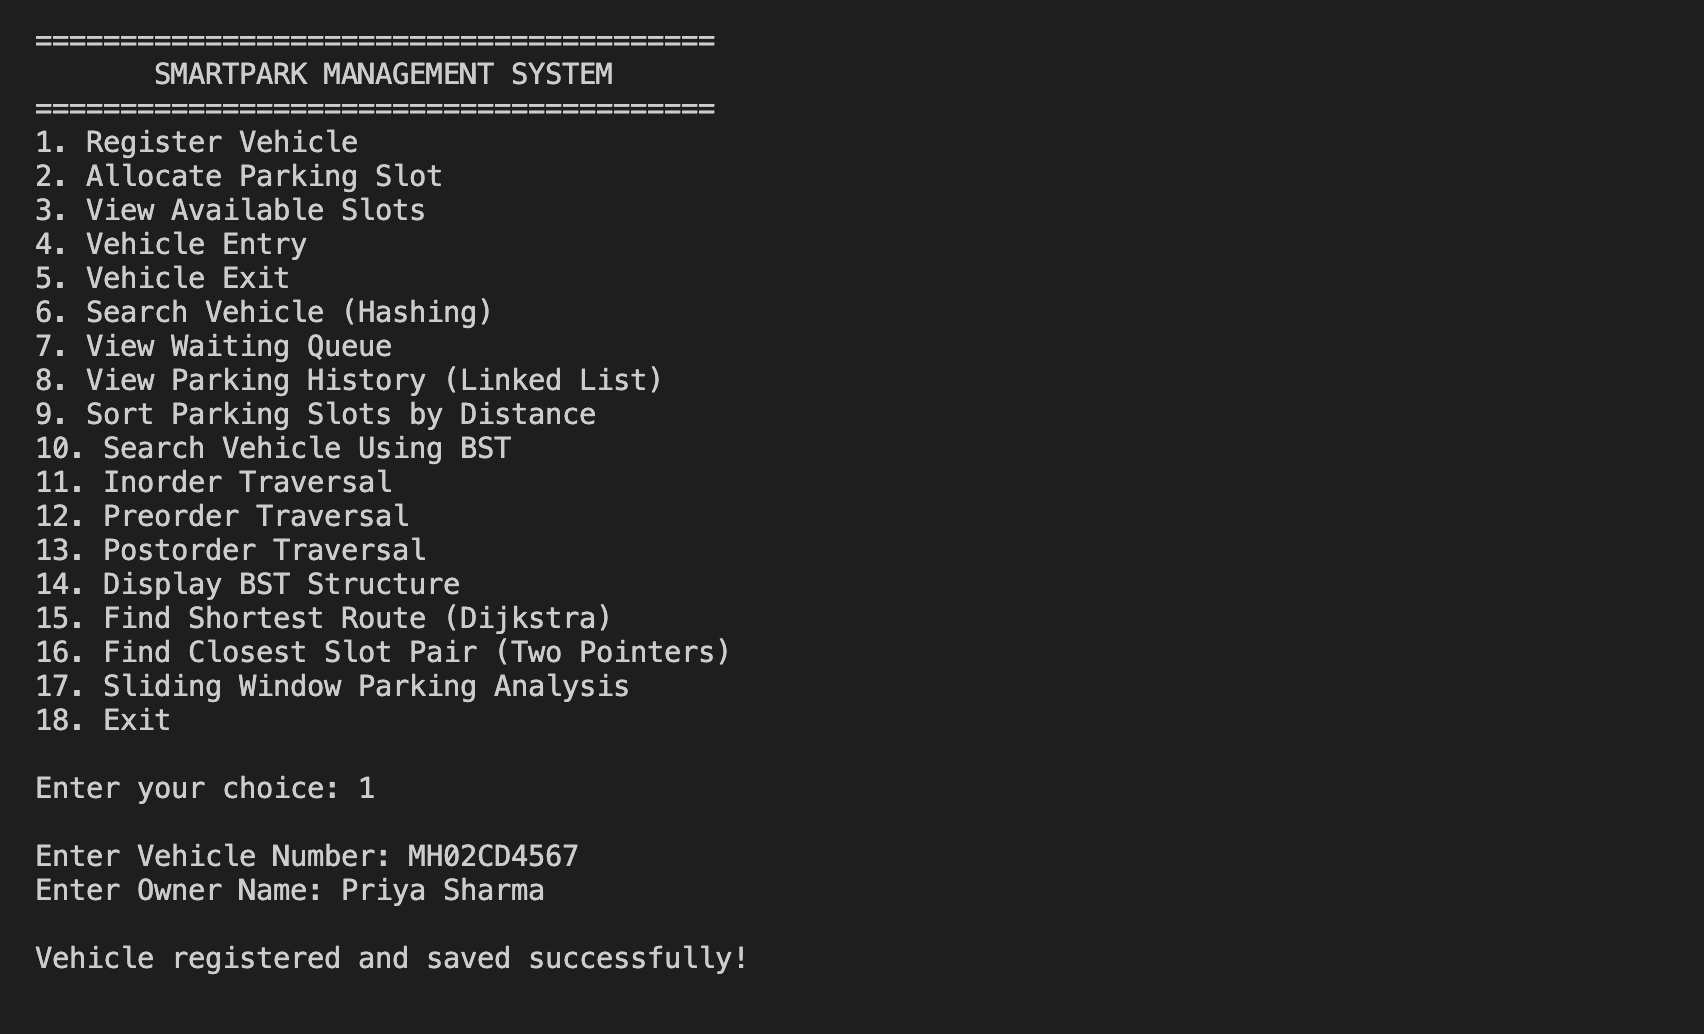 ========================================
SMARTPARK MANAGEMENT SYSTEM
========================================
1. Register Vehicle
2. Allocate Parking Slot
3. View Available Slots
4. Vehicle Entry
5. Vehicle Exit
6. Search Vehicle (Hashing)
7. View Waiting Queue
8. View Parking History (Linked List)
9. Sort Parking Slots by Distance
10. Search Vehicle Using BST
11. Inorder Traversal
12. Preorder Traversal
13. Postorder Traversal
14. Display BST Structure
15. Find Shortest Route (Dijkstra)
16. Find Closest Slot Pair (Two Pointers)
17. Sliding Window Parking Analysis
18. Exit
Enter your choice: 1
Enter Vehicle Number: MH02CD4567
Enter Owner Name: Priya Sharma
Vehicle registered and saved successfully!